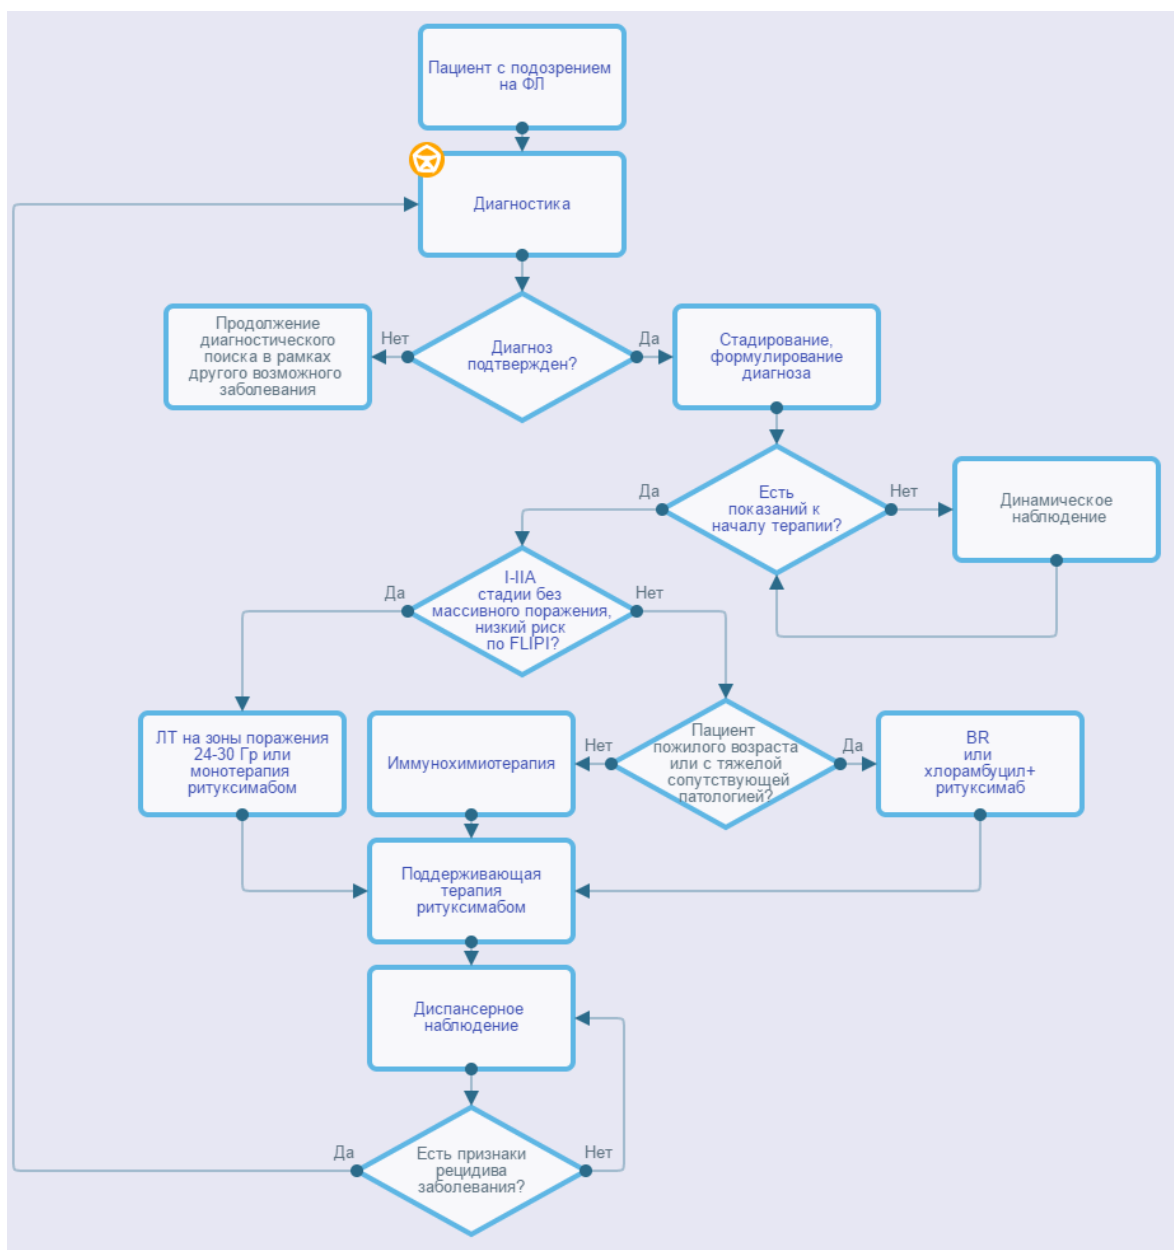 Пациент с подозрением
на ФЛ
Диагностика
Продолжение
диагностического
поиска в рамках
другого возможного
заболевания
Нет
Диагноз
подтвержден?
Да
Стадирование,
формулирование
диагноза
Да
Есть
показаний к
началу терапии?
Нет
Динамическое
наблюдение
Да
I-IIA
стадии без
массивного поражения,
низкий риск
по FLIPI?
Нет
ЛТ на зоны поражения
24-30 Гр или
монотерапия
ритуксимабом
Иммунохимиотерапия
Нет
Пациент
пожилого возраста
или с тяжелой
сопутствующей
патологией?
Да
BR
или
хлорамбуцил+
ритуксимаб
Поддерживающая
терапия
ритуксимабом
Диспансерное
наблюдение
Да
Есть признаки
рецидива
заболевания?
Нет